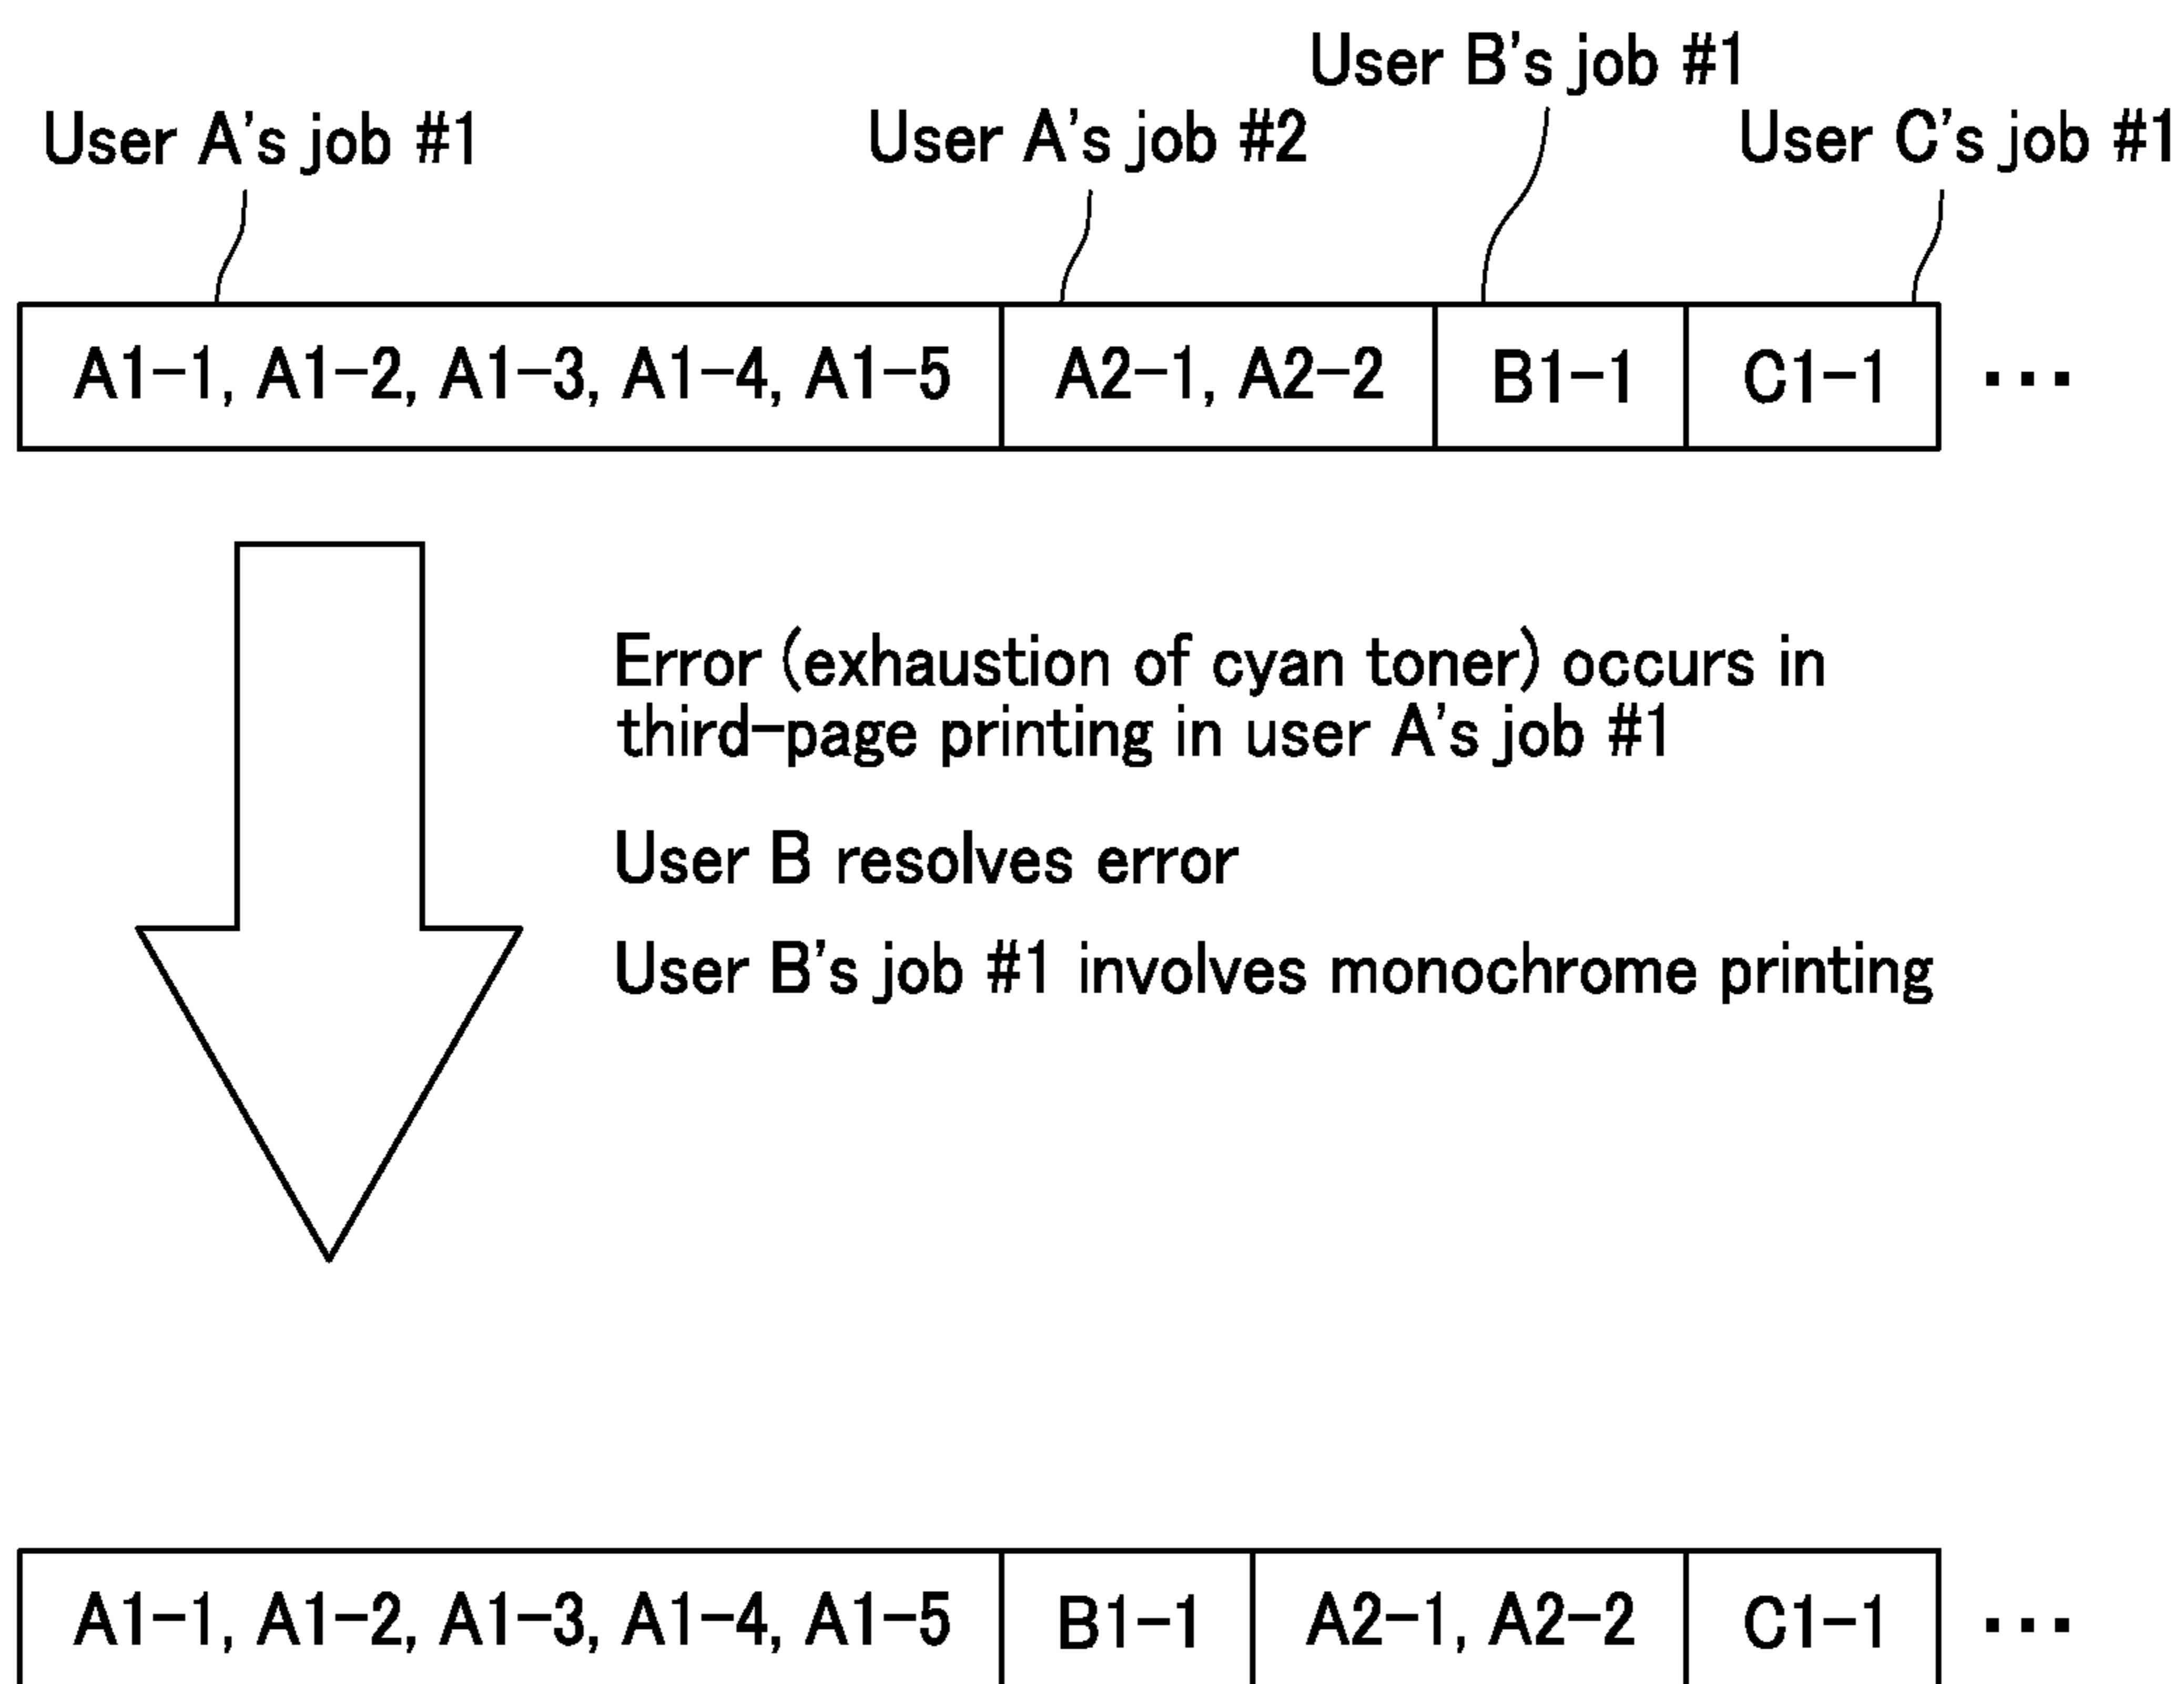 User B's job #1
User A's job #1 User A's job #2 User C's job #1
A1-1, A1-2, A1-3, A1-4, A1-5 A2-1, A2-2 B1-1 C1-1 ···
Error (exhaustion of cyan toner) occurs in
third-page printing in user A's job #1
User B resolves error
User B's job #1 involves monochrome printing
A1-1, A1-2, A1-3, A1-4, A1-5 B1-1 A2-1, A2-2 C1-1 ···